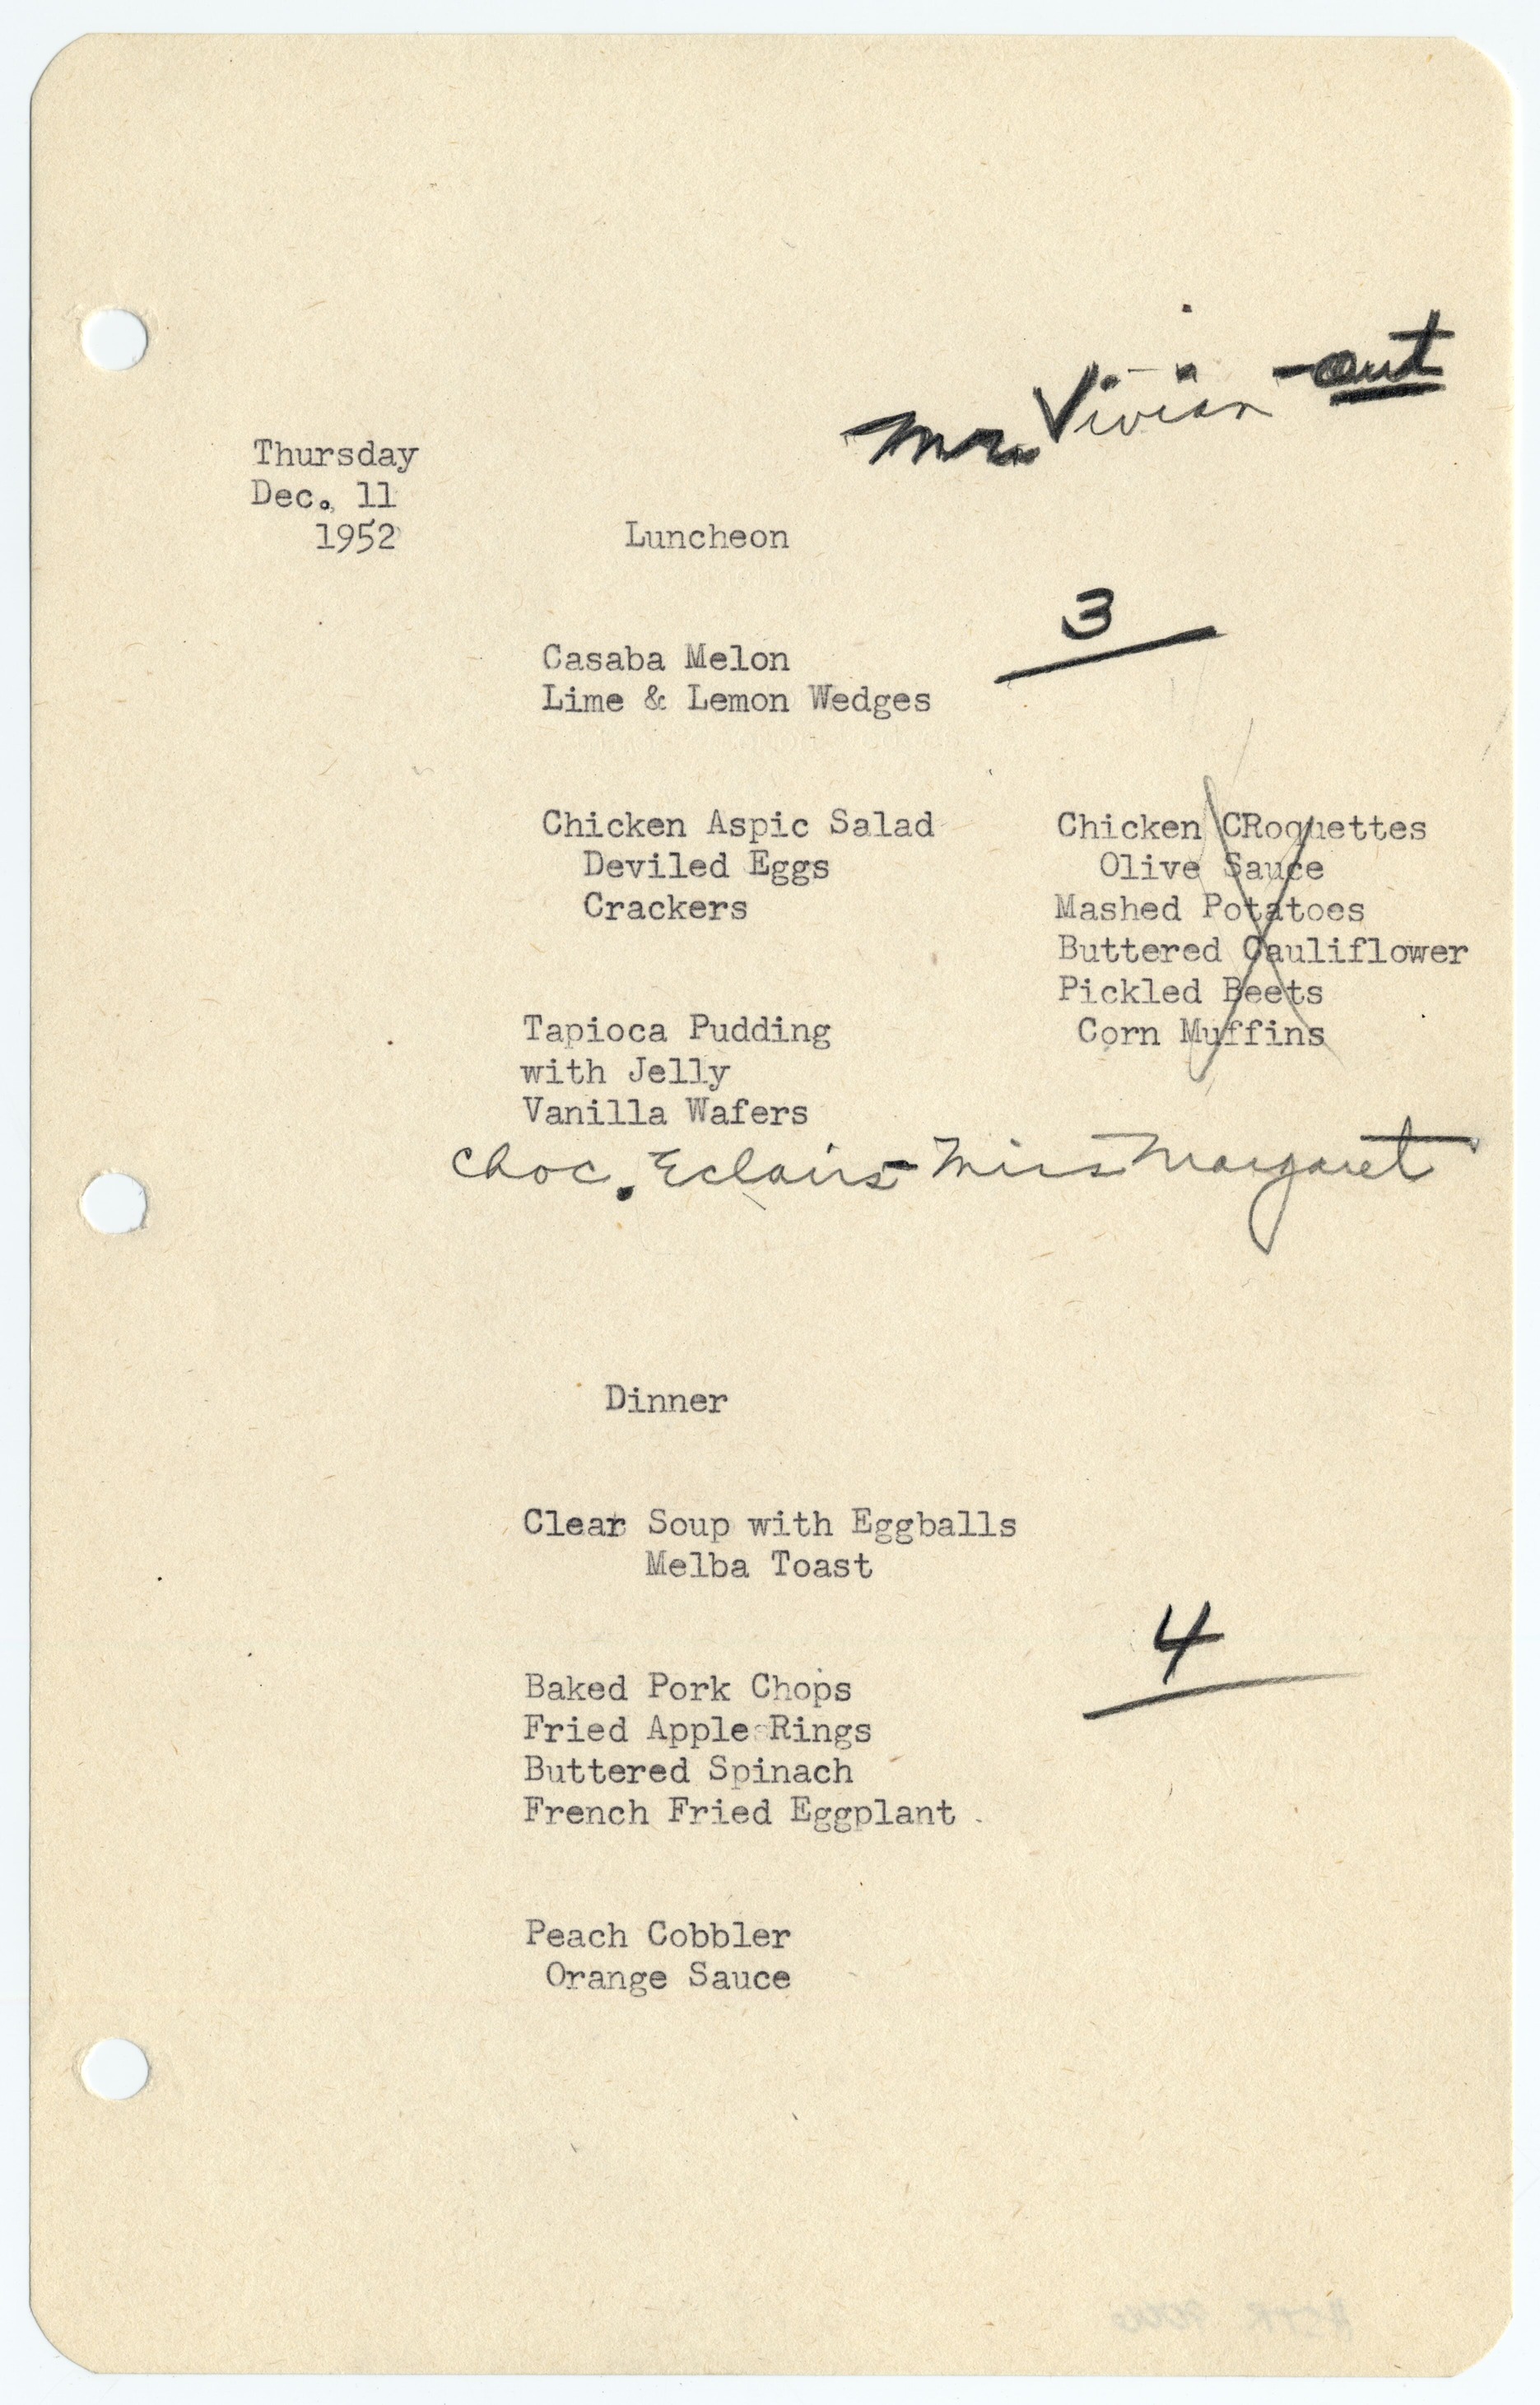 Mr. Vivian - out
Thursday
Dec. 11
1952
Luncheon
3
Casaba Melon
Lime & Lemon Wedges
Chicken Aspic Salad
Deviled Eggs
Crackers
Chicken CRoquettes
Olive Sauce
Mashed Potatoes
Buttered Cauliflower
Pickled Beets
Corn Muffins
Tapioca Pudding
with Jelly
Vanilla Wafers
Choc. Eclairs - Miss Margaret
Dinner
Clear Soup with Eggballs
Melba Toast
4
Baked Pork Chops
Fried Apple Rings
Buttered Spinach
French Fried Eggplant
Peach Cobbler
Orange Sauce